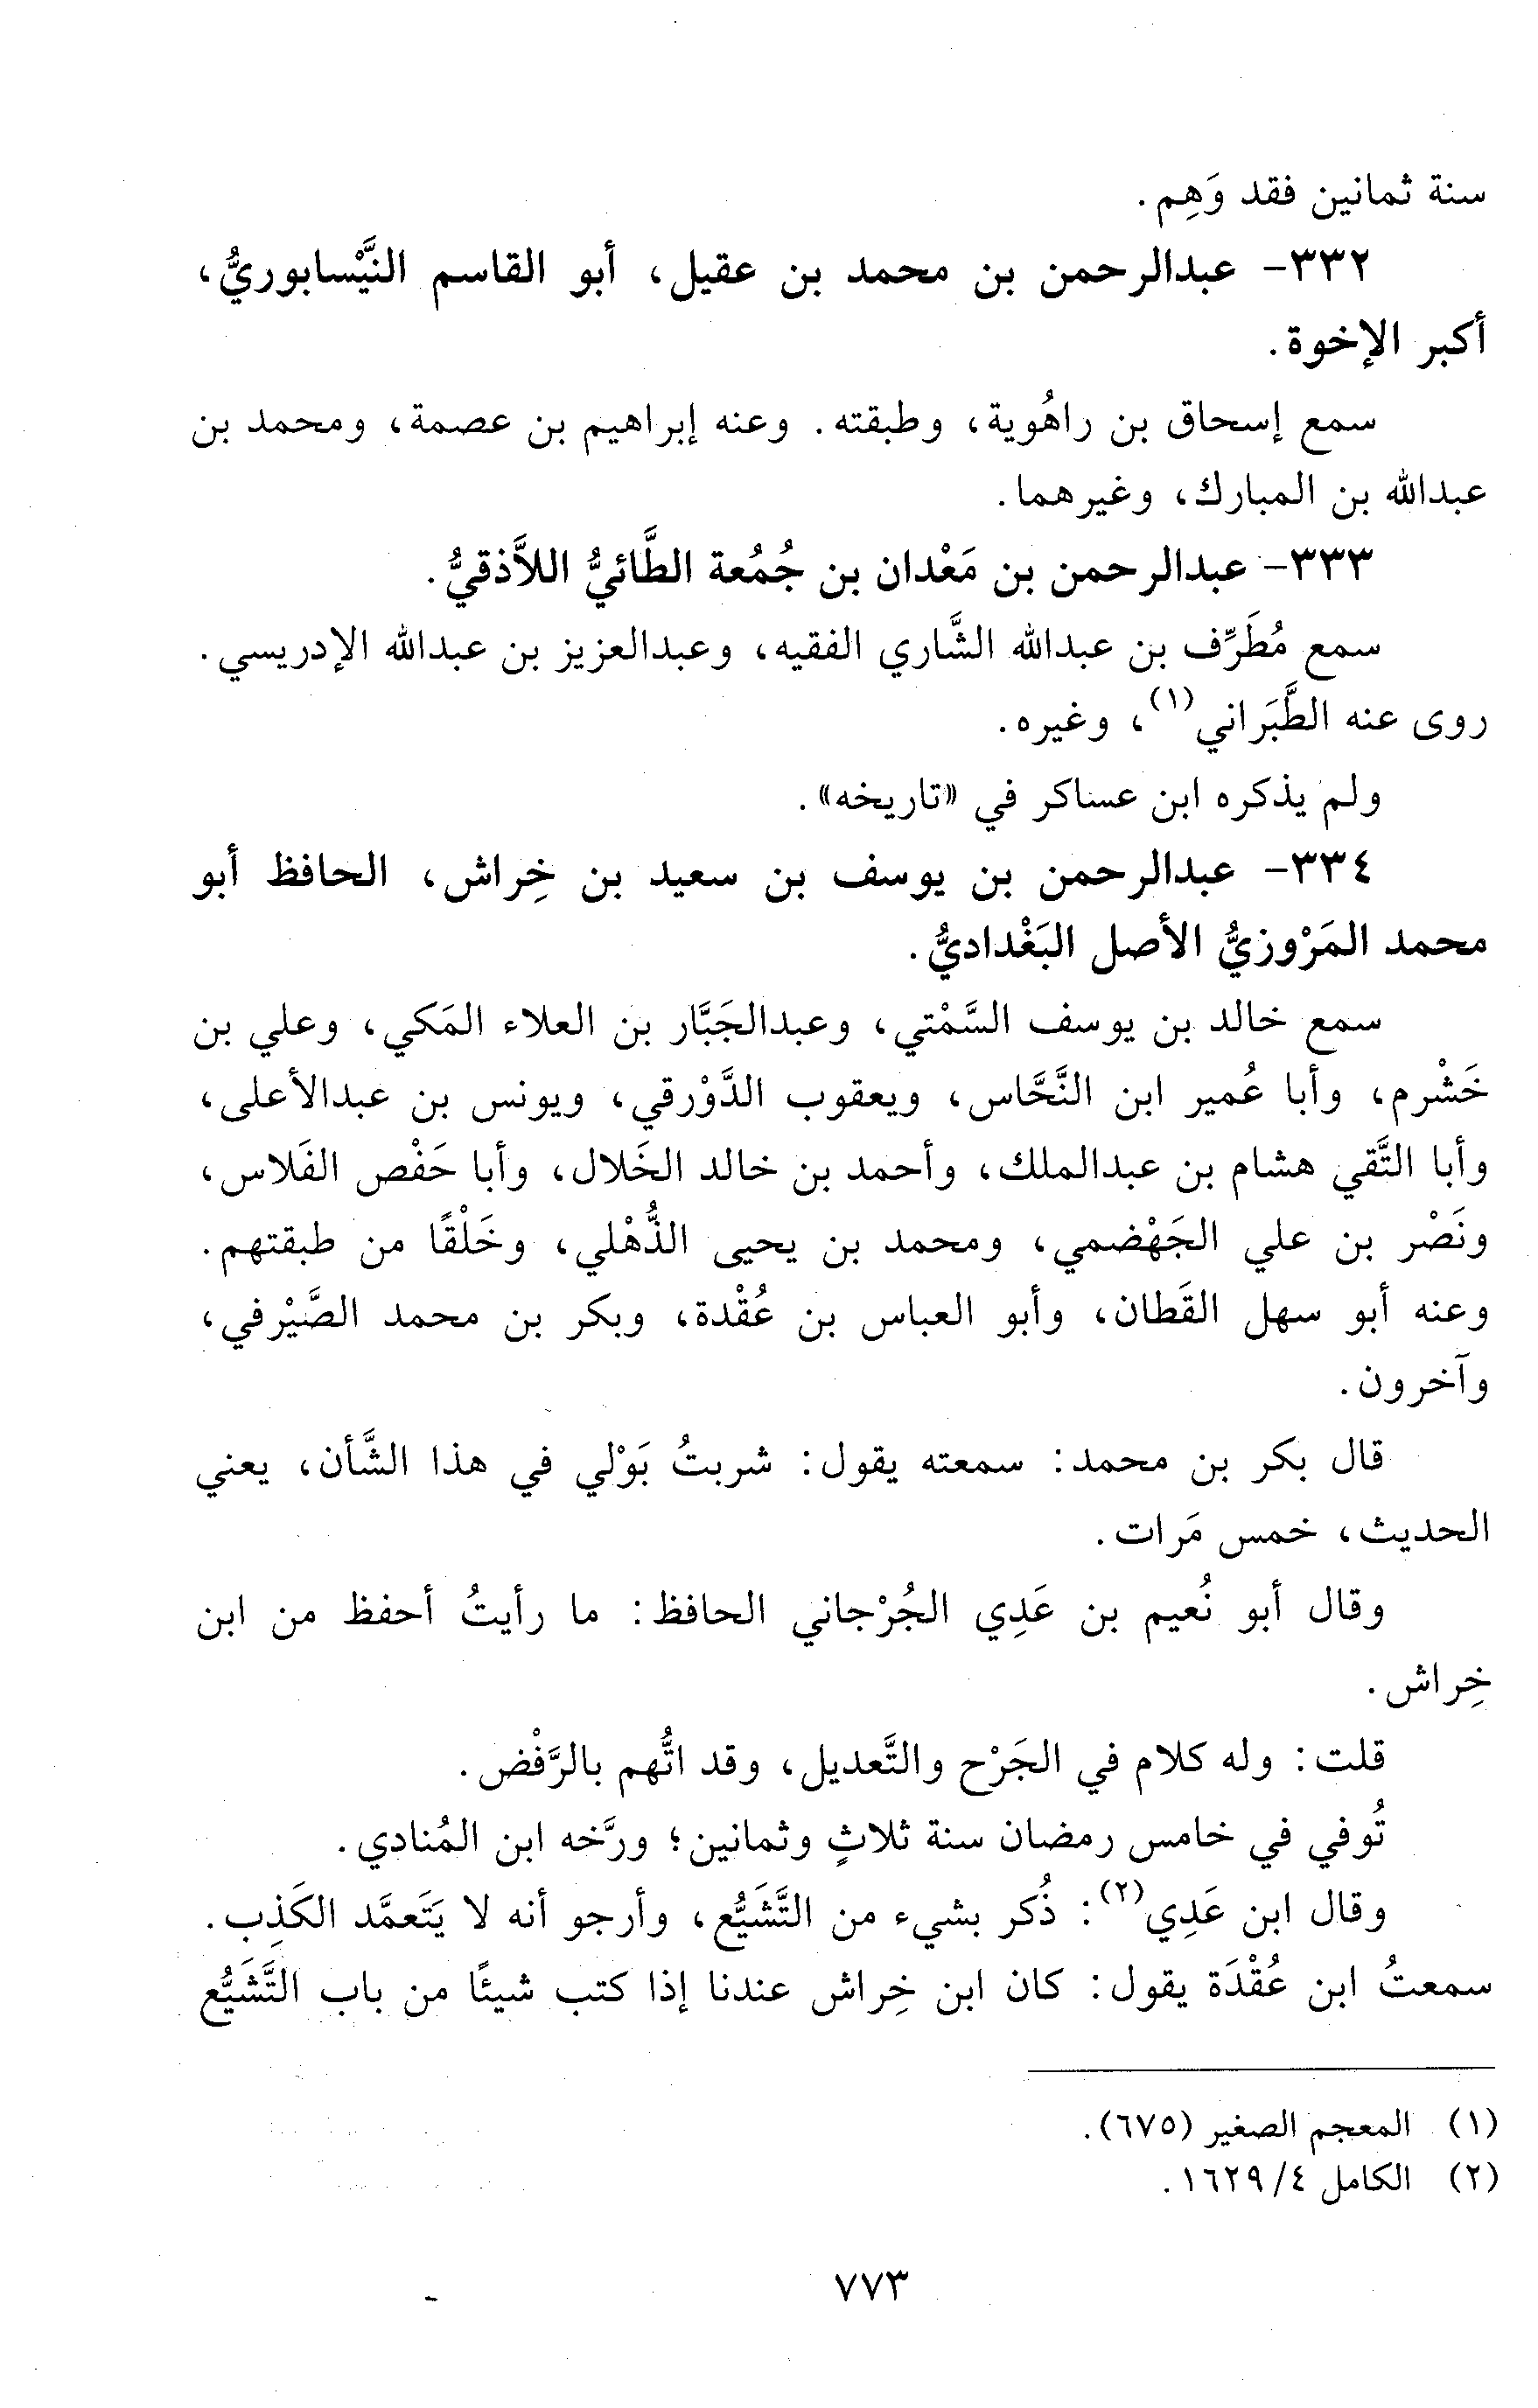 سنة ثمانين فقد وَهِم.
٣٣٢- عبدالرحمن بن محمد بن عقيل، أبو القاسم النَّيْسابوريُّ،
أكبر الإخوة.
سمع إسحاق بن راهُوية، وطبقته. وعنه إبراهيم بن عصمة، ومحمد بن
عبدالله بن المبارك، وغيرهما.
٣٣٣- عبدالرحمن بن مَعْدان بن جُمُعة الطَّائيُّ اللاَّذقيُّ.
سمع مُطَرِّف بن عبدالله الشَّاري الفقيه، وعبدالعزيز بن عبدالله الإدريسي.
روى عنه الطَّبَراني(١)، وغيره.
ولم يذكره ابن عساكر في «تاريخه».
٣٣٤- عبدالرحمن بن يوسف بن سعيد بن خِراش، الحافظ أبو
محمد المَرْوزيُّ الأصل البَغْداديُّ.
سمع خالد بن يوسف السَّمْتي، وعبدالجَبَّار بن العلاء المَكي، وعلي بن
خَشْرم، وأبا عُمير ابن النَّحَّاس، ويعقوب الدَّوْرقي، ويونس بن عبدالأعلى،
وأبا التَّقي هشام بن عبدالملك، وأحمد بن خالد الخَلال، وأبا حَفْص الفَلاس،
ونَصْر بن علي الجَهْضمي، ومحمد بن يحيى الذُّهْلي، وخَلْقًا من طبقتهم.
وعنه أبو سهل القَطان، وأبو العباس بن عُقْدة، وبكر بن محمد الصَّيْرفي،
وآخرون.
قال بكر بن محمد: سمعته يقول: شربتُ بَوْلي في هذا الشَّأن، يعني
الحديث، خمس مَرات.
وقال أبو نُعيم بن عَدِي الجُرْجاني الحافظ: ما رأيتُ أحفظ من ابن
خِراش.
قلت: وله كلام في الجَرْح والتَّعديل، وقد اتُّهم بالرَّفْض.
تُوفي في خامس رمضان سنة ثلاثٍ وثمانين؛ ورَّخه ابن المُنادي.
وقال ابن عَدِي(٢): ذُكر بشيء من التَّشَيُّع، وأرجو أنه لا يَتَعمَّد الكَذِب.
سمعتُ ابن عُقْدَة يقول: كان ابن خِراش عندنا إذا كتب شيئًا من باب التَّشَيُّع
(١) المعجم الصغير (٦٧٥).
(٢) الكامل ٤/ ١٦٢٩.
٧٧٣